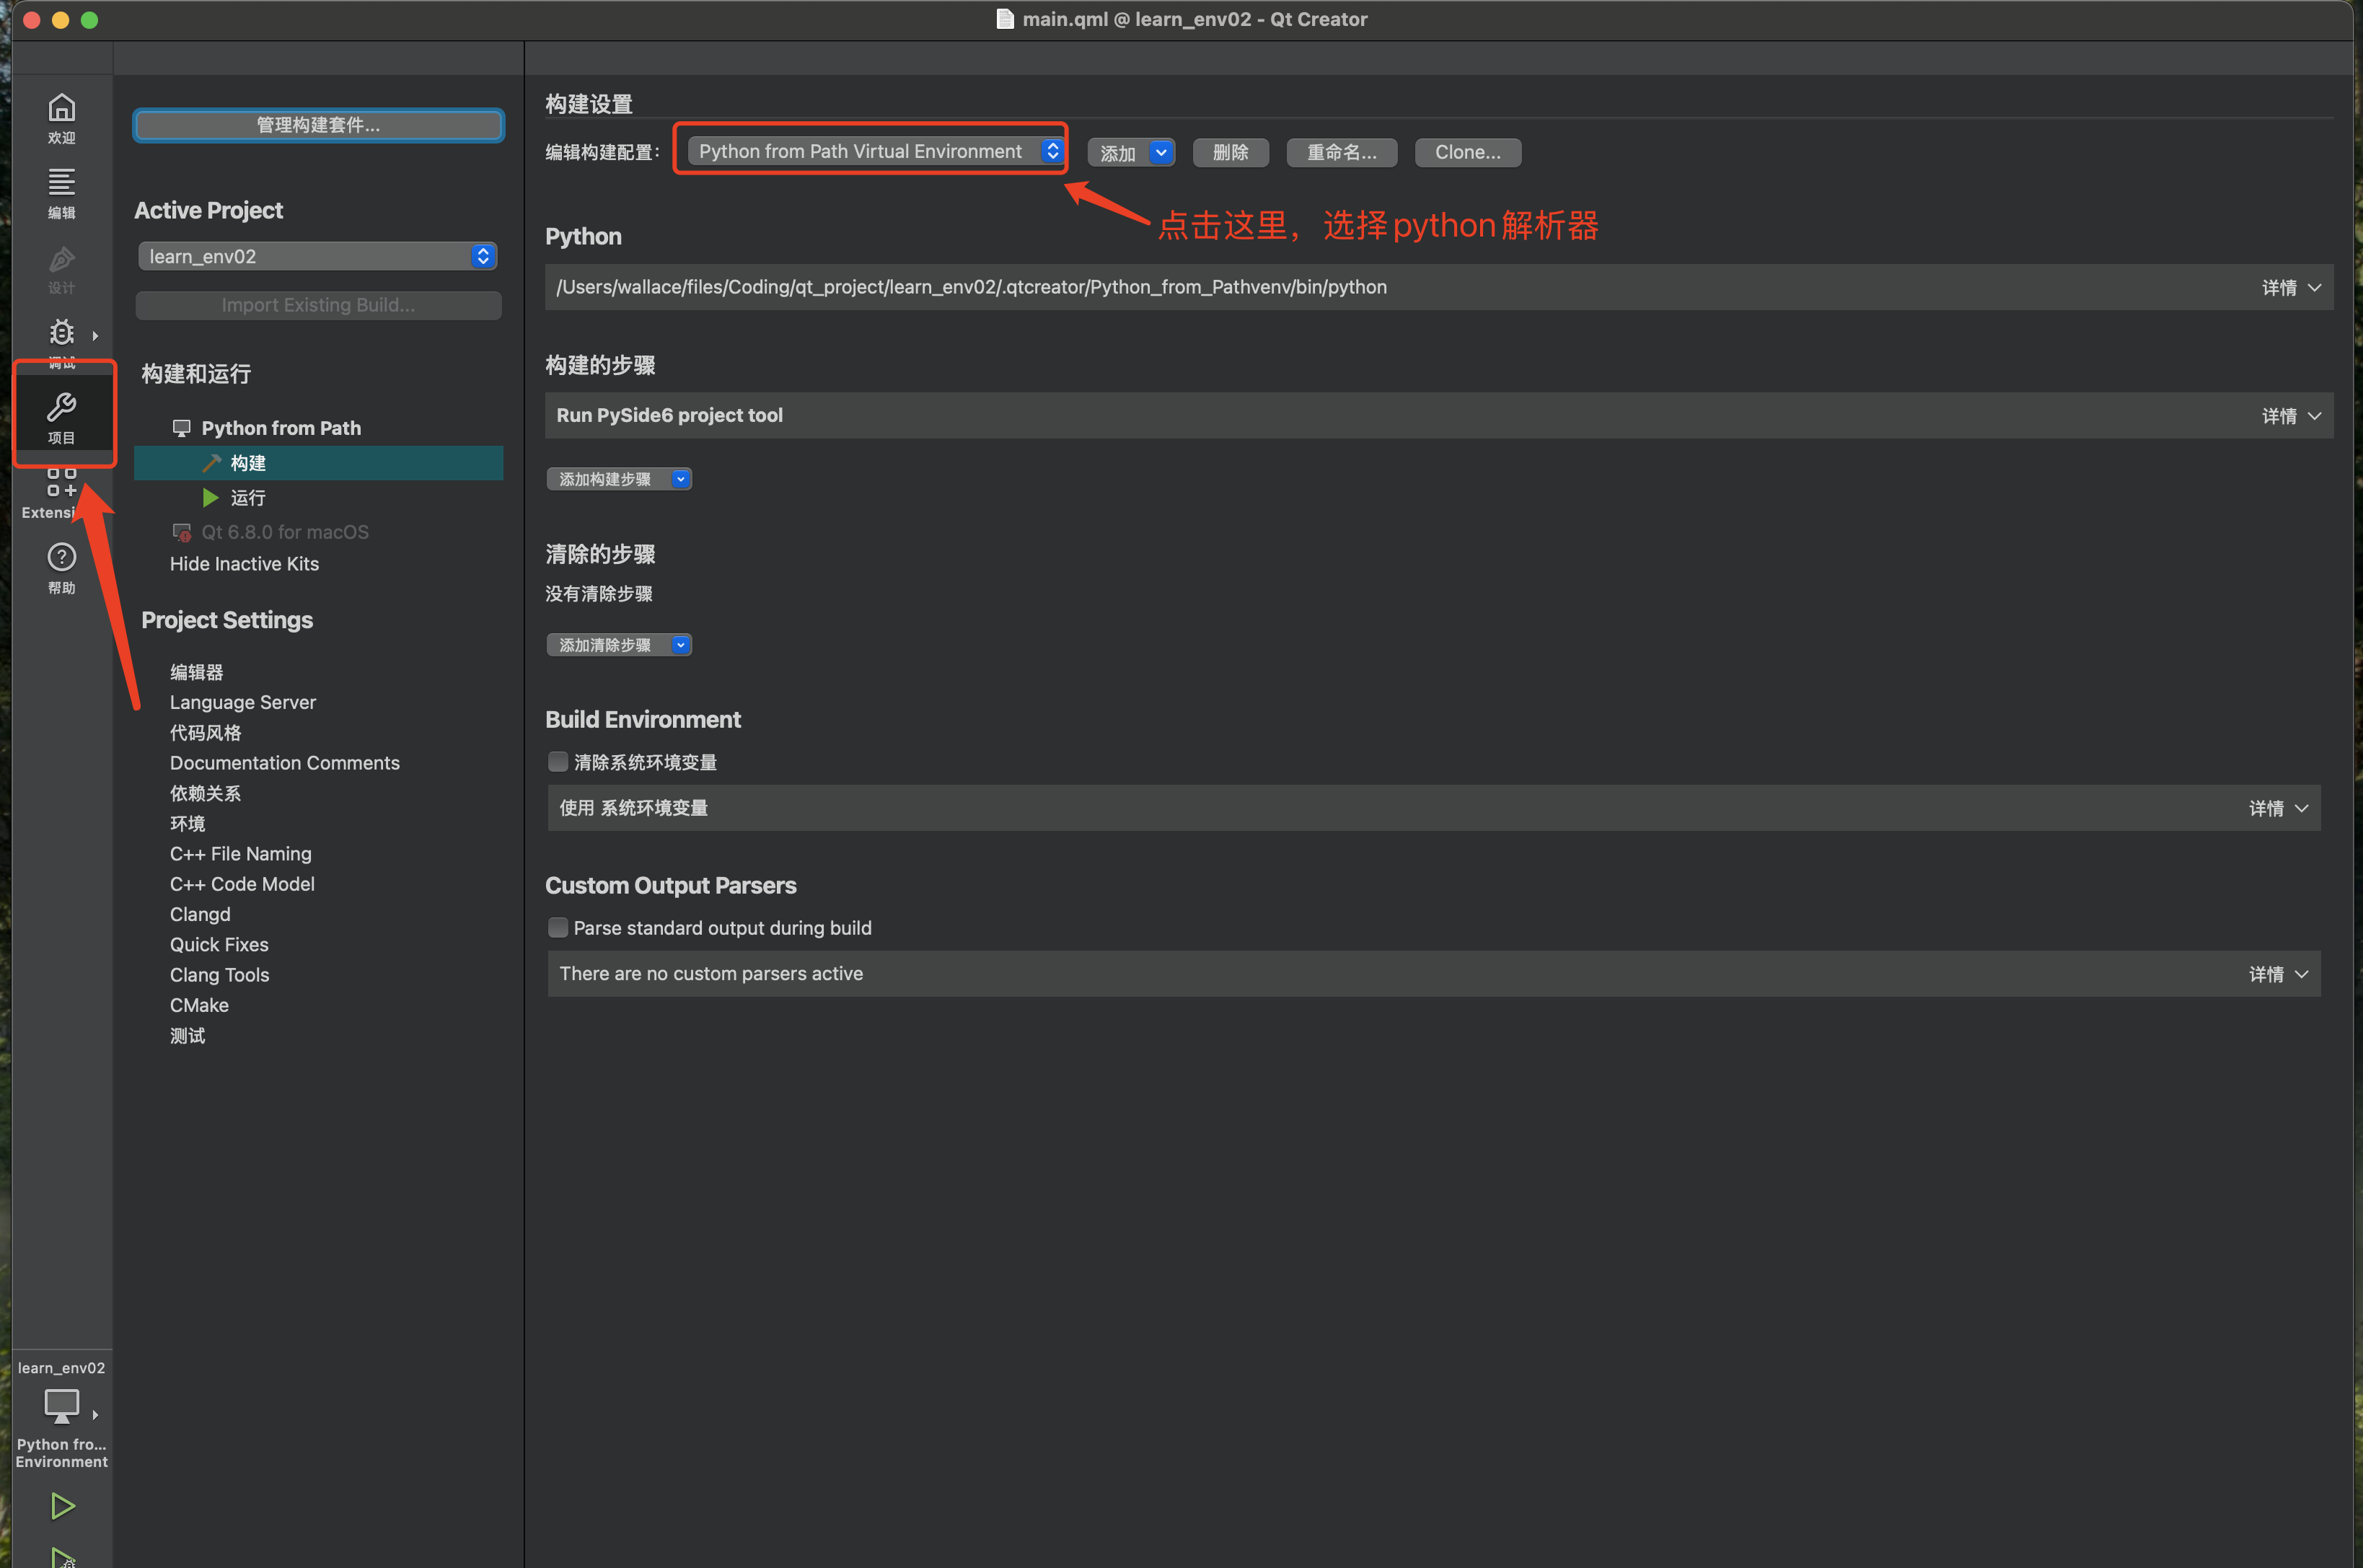 main.qml @ learn_env02 - Qt Creator
欢迎
编辑
设计
调试
项目
Extensi
帮助
learn_env02
Python fro...
Environment
管理构建套件...
Active Project
learn_env02
Import Existing Build...
构建和运行
Python from Path
构建
运行
Qt 6.8.0 for macOS
Hide Inactive Kits
Project Settings
编辑器
Language Server
代码风格
Documentation Comments
依赖关系
环境
C++ File Naming
C++ Code Model
Clangd
Quick Fixes
Clang Tools
CMake
测试
构建设置
编辑构建配置： Python from Path Virtual Environment 添加 删除 重命名... Clone...
点击这里，选择python解析器
Python
/Users/wallace/files/Coding/qt_project/learn_env02/.qtcreator/Python_from_Pathvenv/bin/python 详情
构建的步骤
Run PySide6 project tool 详情
添加构建步骤
清除的步骤
没有清除步骤
添加清除步骤
Build Environment
清除系统环境变量
使用 系统环境变量 详情
Custom Output Parsers
Parse standard output during build
There are no custom parsers active 详情